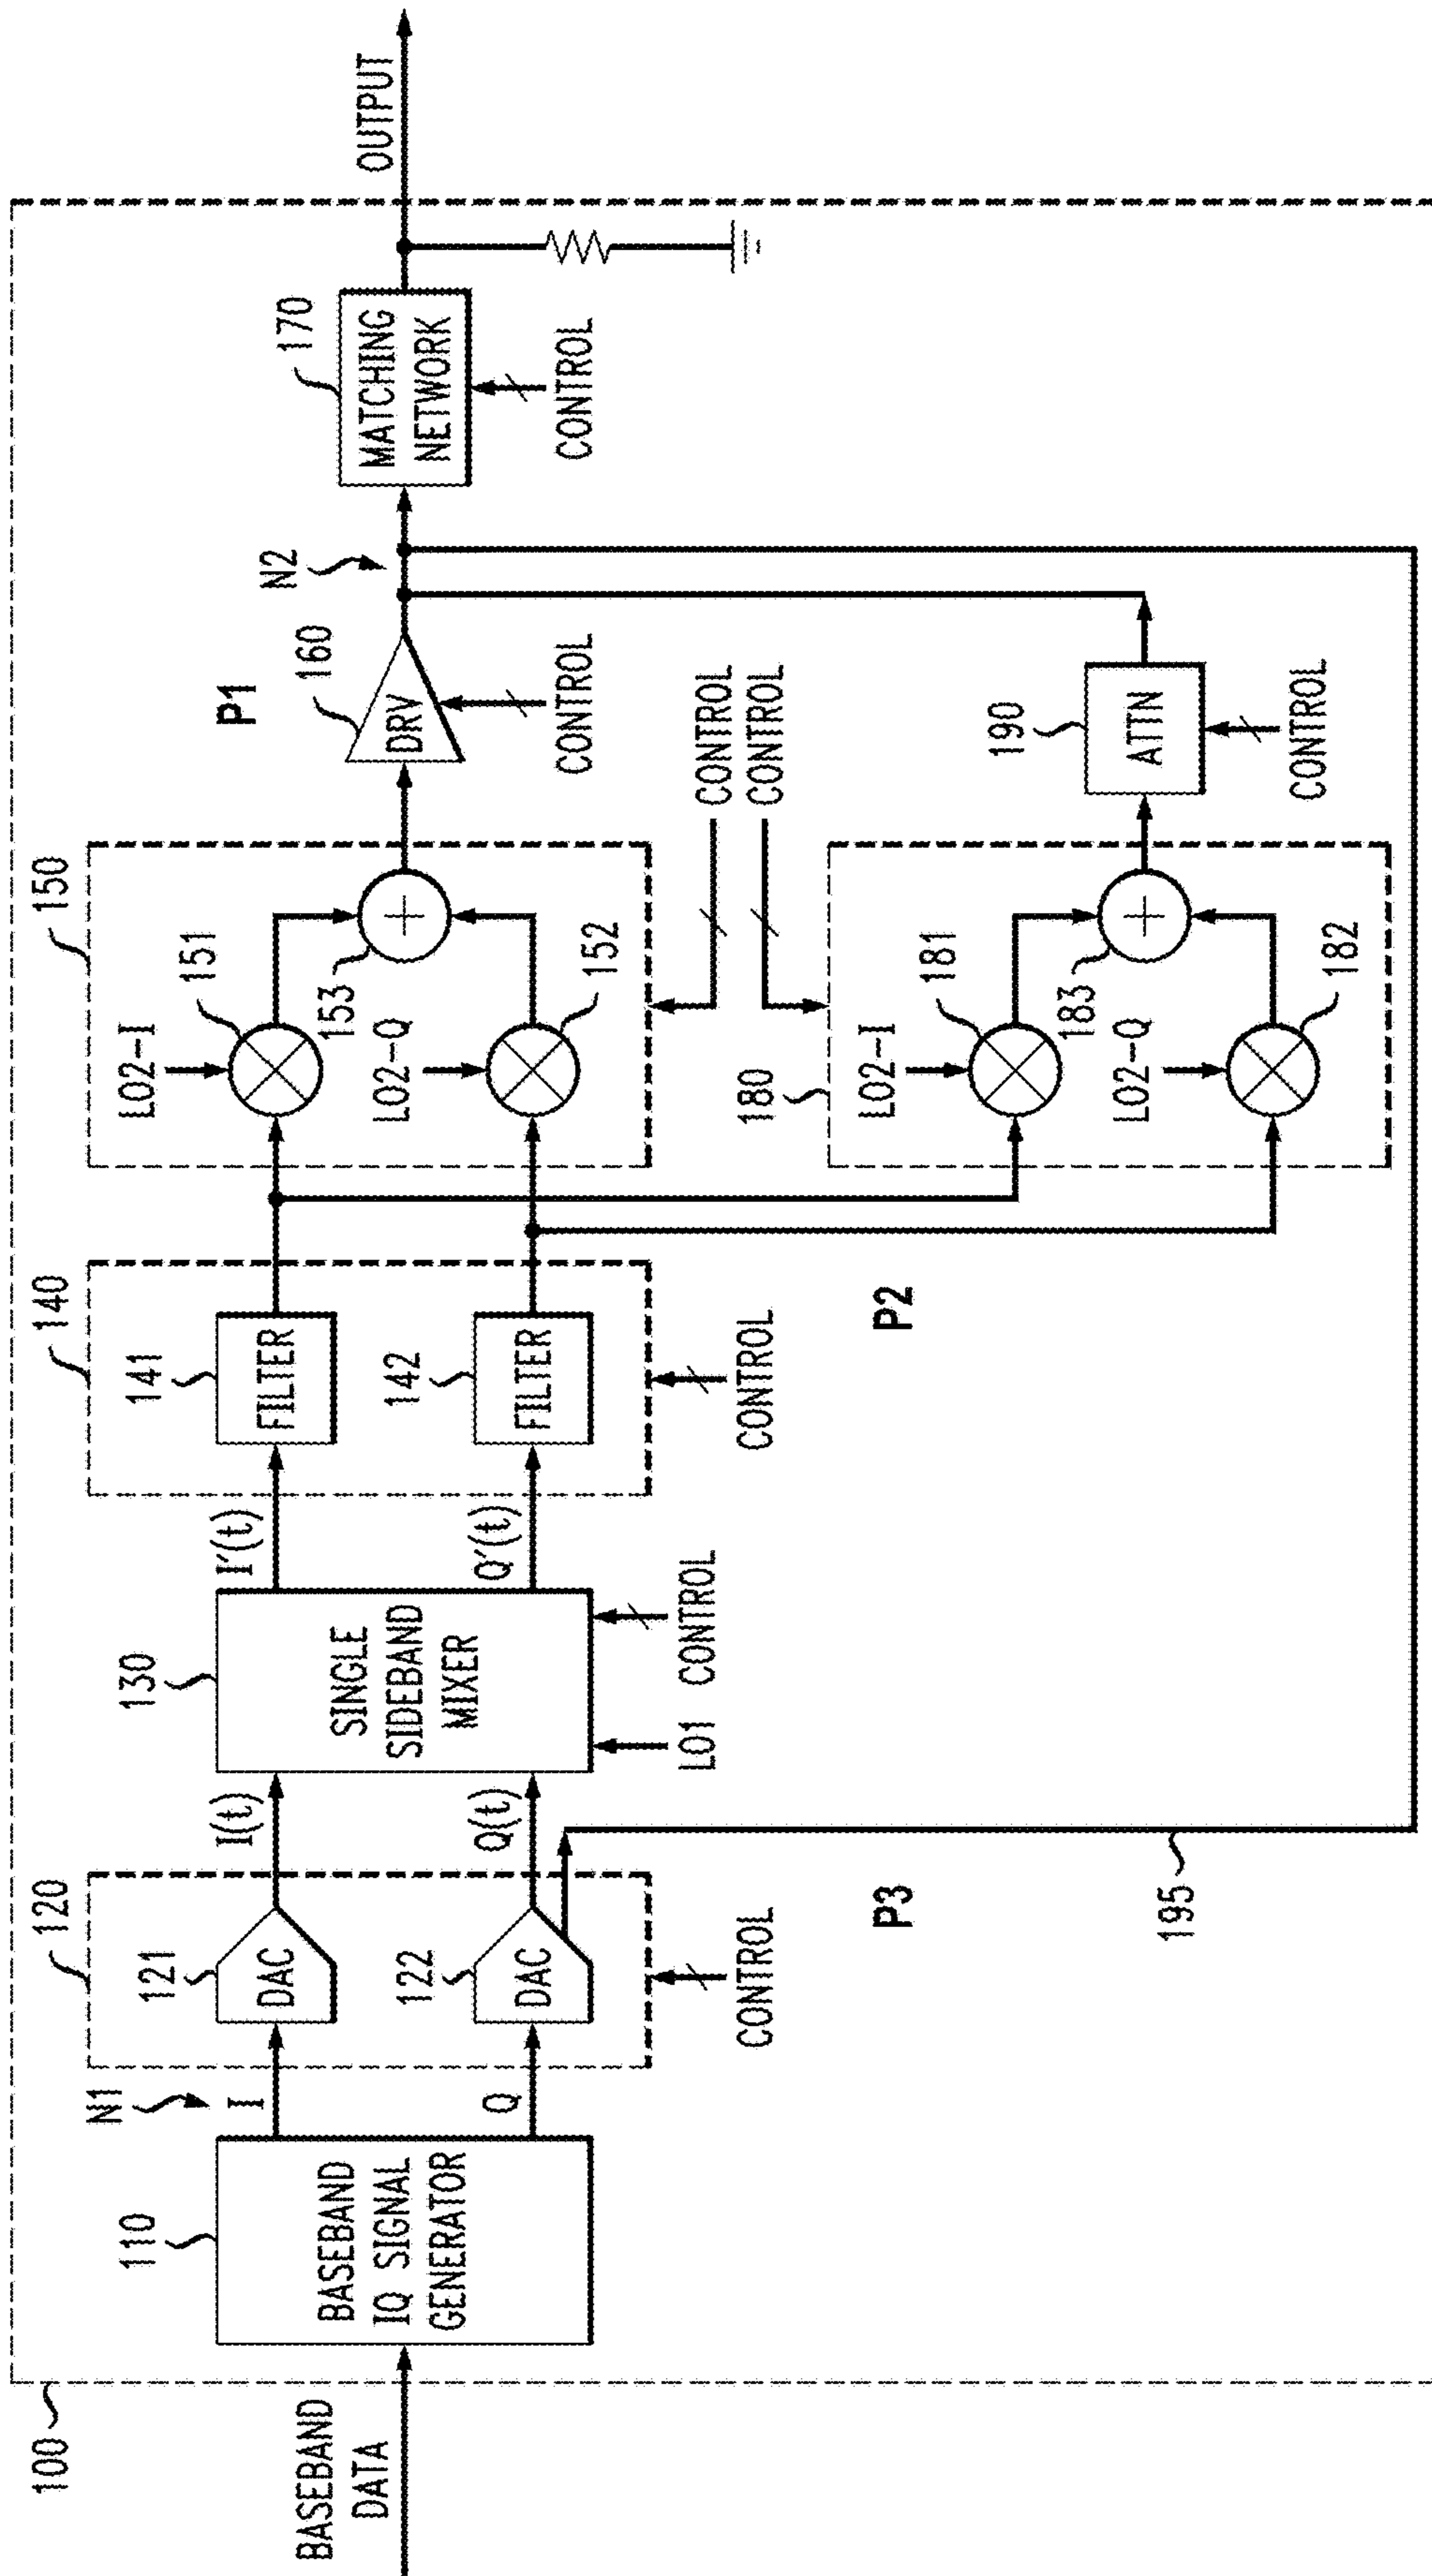 100
BASEBAND
DATA
110
BASEBAND
IQ SIGNAL
GENERATOR
N1
I
Q
120
121
DAC
122
DAC
CONTROL
I(t)
Q(t)
130
SINGLE
SIDEBAND
MIXER
LO1
CONTROL
I'(t)
Q'(t)
140
141
FILTER
142
FILTER
CONTROL
150
LO2-I
151
153
LO2-Q
152
CONTROL
CONTROL
P1
160
DRV
CONTROL
N2
170
MATCHING
NETWORK
CONTROL
OUTPUT
P2
180
LO2-I
181
183
LO2-Q
182
190
ATTN
CONTROL
P3
195